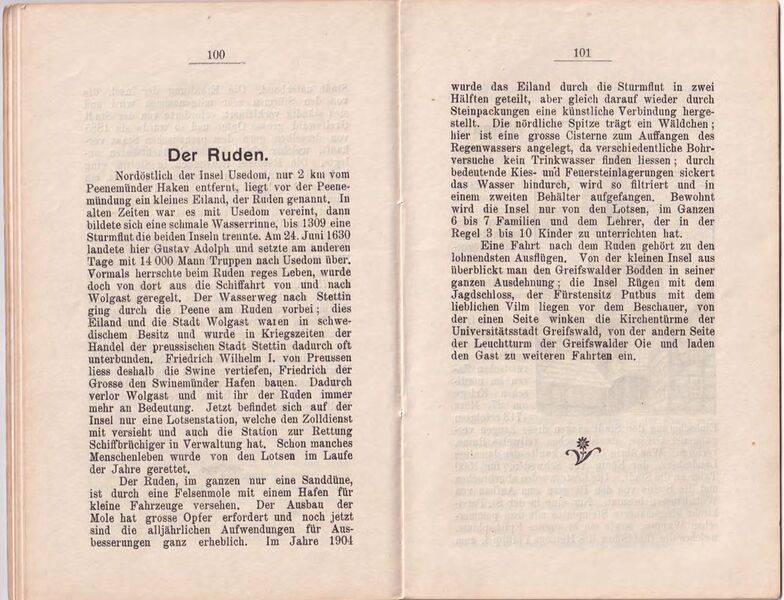 100
Der Ruden.
Nordöstlich der Insel Usedom, nur 2 km vom
Peenemünder Haken entfernt, liegt vor der Peene-
mündung ein kleines Eiland, der Ruden genannt. In
alten Zeiten war es mit Usedom vereint, dann
bildete sich eine schmale Wasserrinne, bis 1309 eine
Sturmflut die beiden Inseln trennte. Am 24. Juni 1630
landete hier Gustav Adolph und setzte am anderen
Tage mit 14 000 Mann Truppen nach Usedom über.
Vormals herrschte beim Ruden reges Leben, wurde
doch von dort aus die Schiffahrt von und nach
Wolgast geregelt. Der Wasserweg nach Stettin
ging durch die Peene am Ruden vorbei; dies
Eiland und die Stadt Wolgast waren in schwe-
dischem Besitz und wurde in Kriegszeiten der
Handel der preussischen Stadt Stettin dadurch oft
unterbunden. Friedrich Wilhelm I. von Preussen
liess deshalb die Swine vertiefen, Friedrich der
Grosse den Swinemünder Hafen bauen. Dadurch
verlor Wolgast und mit ihr der Ruden immer
mehr an Bedeutung. Jetzt befindet sich auf der
Insel nur eine Lotsenstation, welche den Zolldienst
mit versieht und auch die Station zur Rettung
Schiffbrüchiger in Verwaltung hat. Schon manches
Menschenleben wurde von den Lotsen im Laufe
der Jahre gerettet.
Der Ruden, im ganzen nur eine Sanddüne,
ist durch eine Felsenmole mit einem Hafen für
kleine Fahrzeuge versehen. Der Ausbau der
Mole hat grosse Opfer erfordert und noch jetzt
sind die alljährlichen Aufwendungen für Aus-
besserungen ganz erheblich. Im Jahre 1904
101
wurde das Eiland durch die Sturmflut in zwei
Hälften geteilt, aber gleich darauf wieder durch
Steinpackungen eine künstliche Verbindung herge-
stellt. Die nördliche Spitze trägt ein Wäldchen;
hier ist eine grosse Cisterne zum Auffangen des
Regenwassers angelegt, da verschiedentliche Bohr-
versuche kein Trinkwasser finden liessen; durch
bedeutende Kies- und Feuersteinlagerungen sickert
das Wasser hindurch, wird so filtriert und in
einem zweiten Behälter aufgefangen. Bewohnt
wird die Insel nur von den Lotsen, im Ganzen
6 bis 7 Familien und dem Lehrer, der in der
Regel 3 bis 10 Kinder zu unterrichten hat.
Eine Fahrt nach dem Ruden gehört zu den
lohnendsten Ausflügen. Von der kleinen Insel aus
überblickt man den Greifswalder Bodden in seiner
ganzen Ausdehnung; die Insel Rügen mit dem
Jagdschloss, der Fürstensitz Putbus mit dem
lieblichen Vilm liegen vor dem Beschauer, von
der einen Seite winken die Kirchentürme der
Universitätsstadt Greifswald, von der andern Seite
der Leuchtturm der Greifswalder Oie und laden
den Gast zu weiteren Fahrten ein.